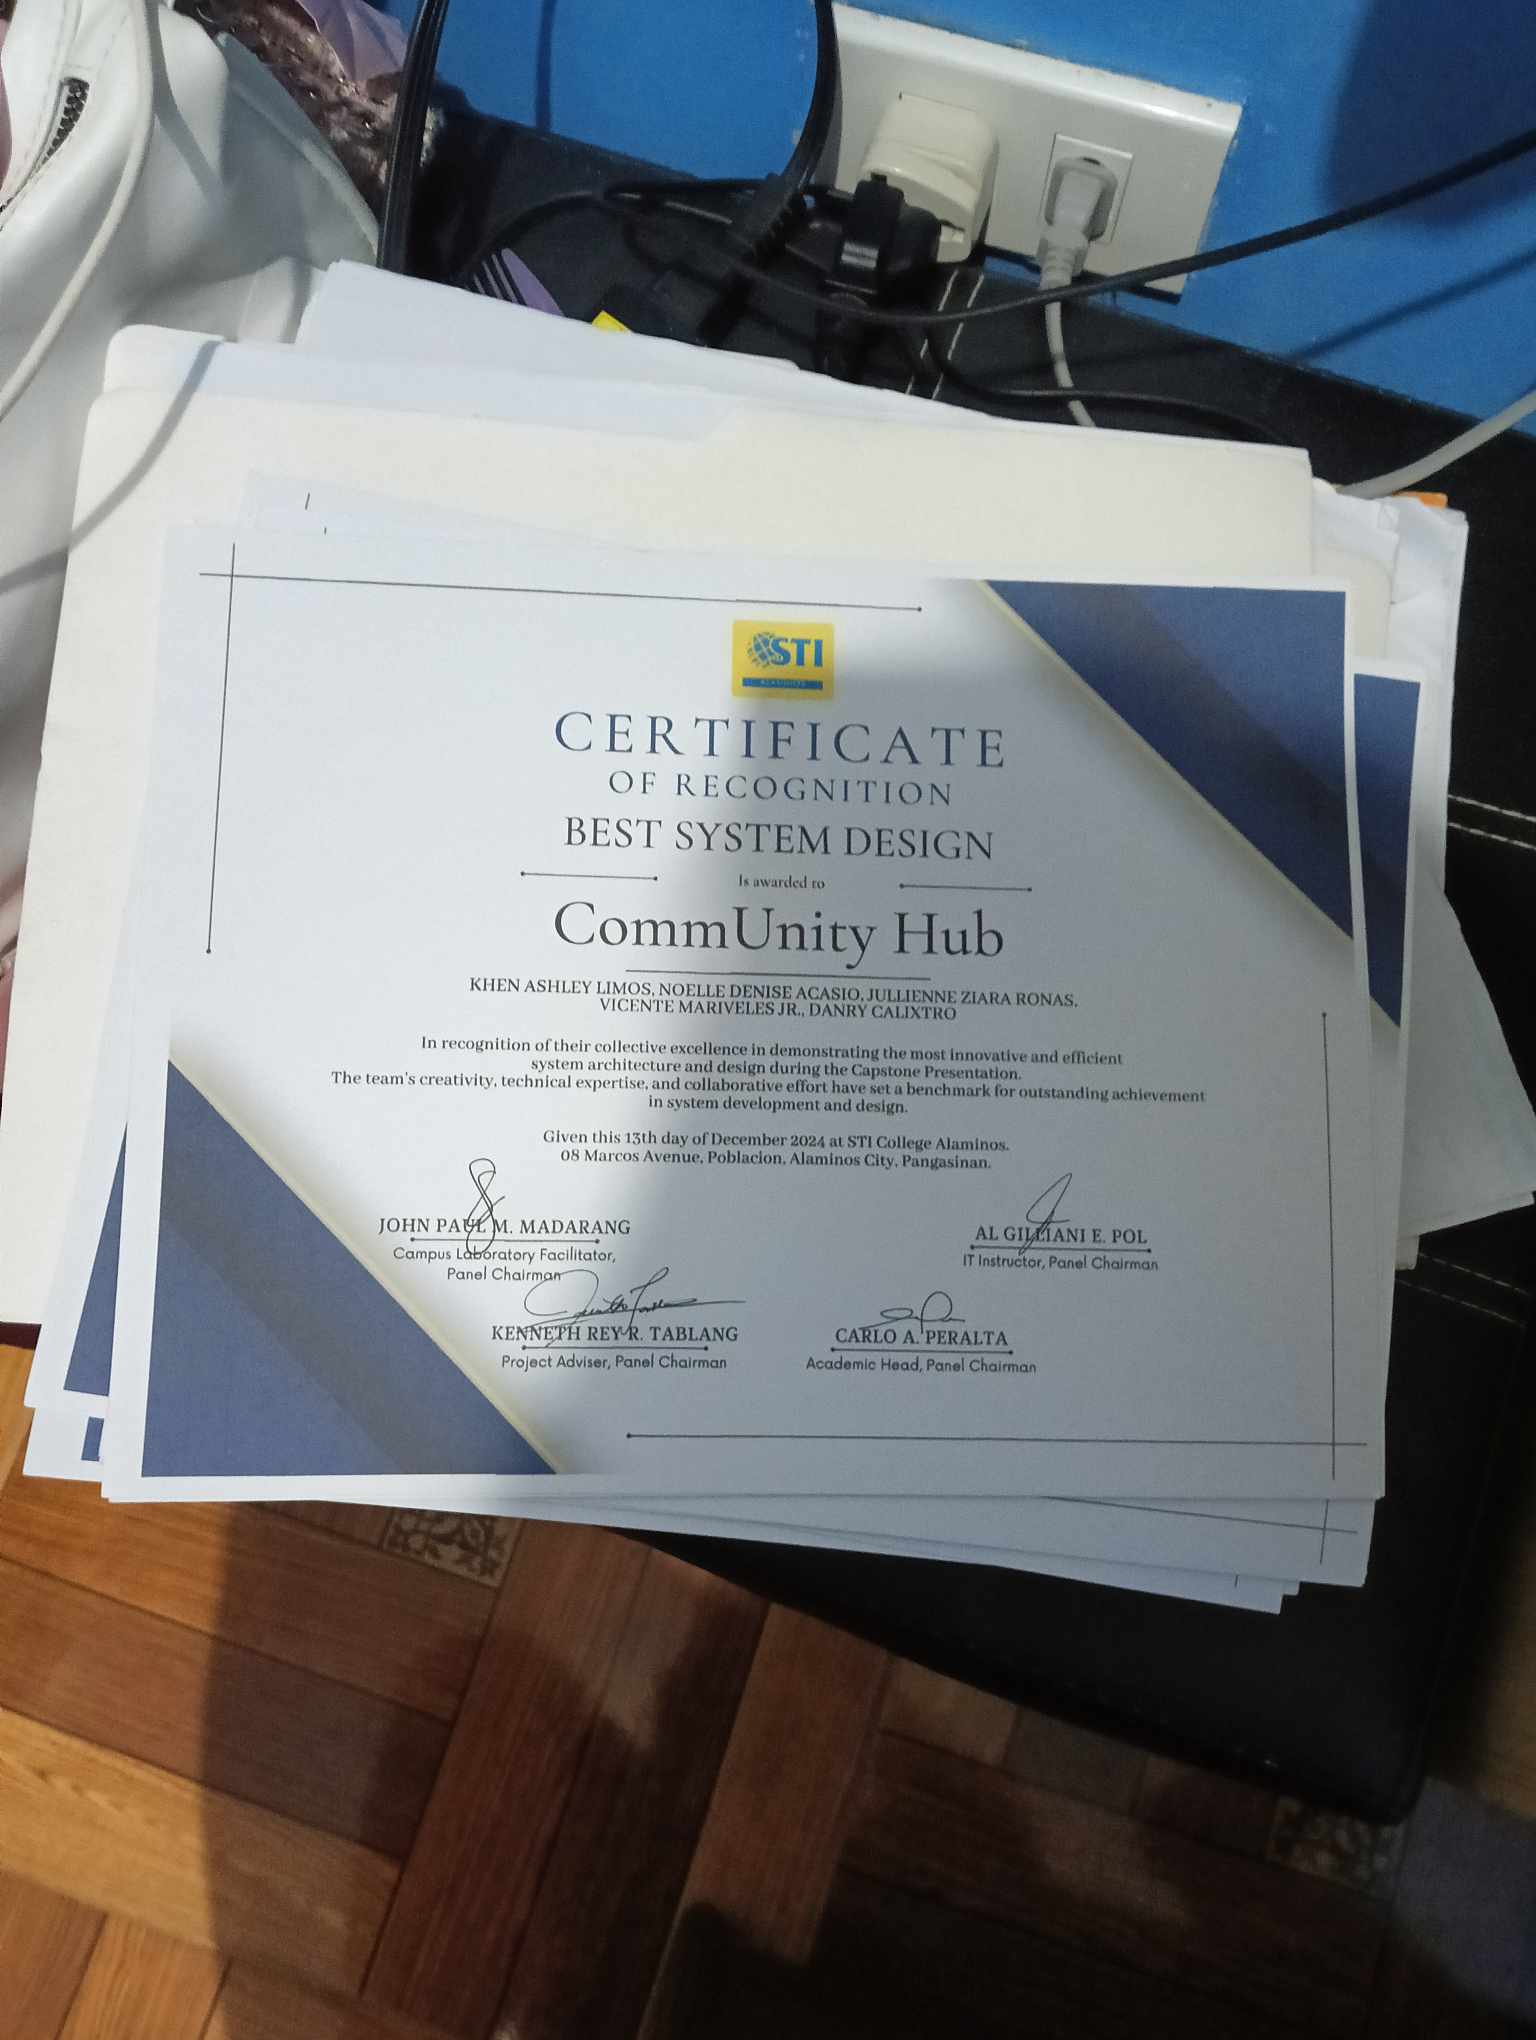 STI
CERTIFICATE
OF RECOGNITION
BEST SYSTEM DESIGN
Is awarded to
CommUnity Hub
KHEN ASHLEY LIMOS, NOELLE DENISE ACASIO, JULLIENNE ZIARA RONAS,
VICENTE MARIVELES JR., DANRY CALIXTRO
In recognition of their collective excellence in demonstrating the most innovative and efficient
system architecture and design during the Capstone Presentation.
The team's creativity, technical expertise, and collaborative effort have set a benchmark for outstanding achievement
in system development and design.
Given this 13th day of December 2024 at STI College Alaminos.
08 Marcos Avenue, Poblacion, Alaminos City, Pangasinan.
JOHN PAUL M. MADARANG
Campus Laboratory Facilitator,
Panel Chairman
AL GILLIANI E. POL
IT Instructor, Panel Chairman
KENNETH REY R. TABLANG
Project Adviser, Panel Chairman
CARLO A. PERALTA
Academic Head, Panel Chairman